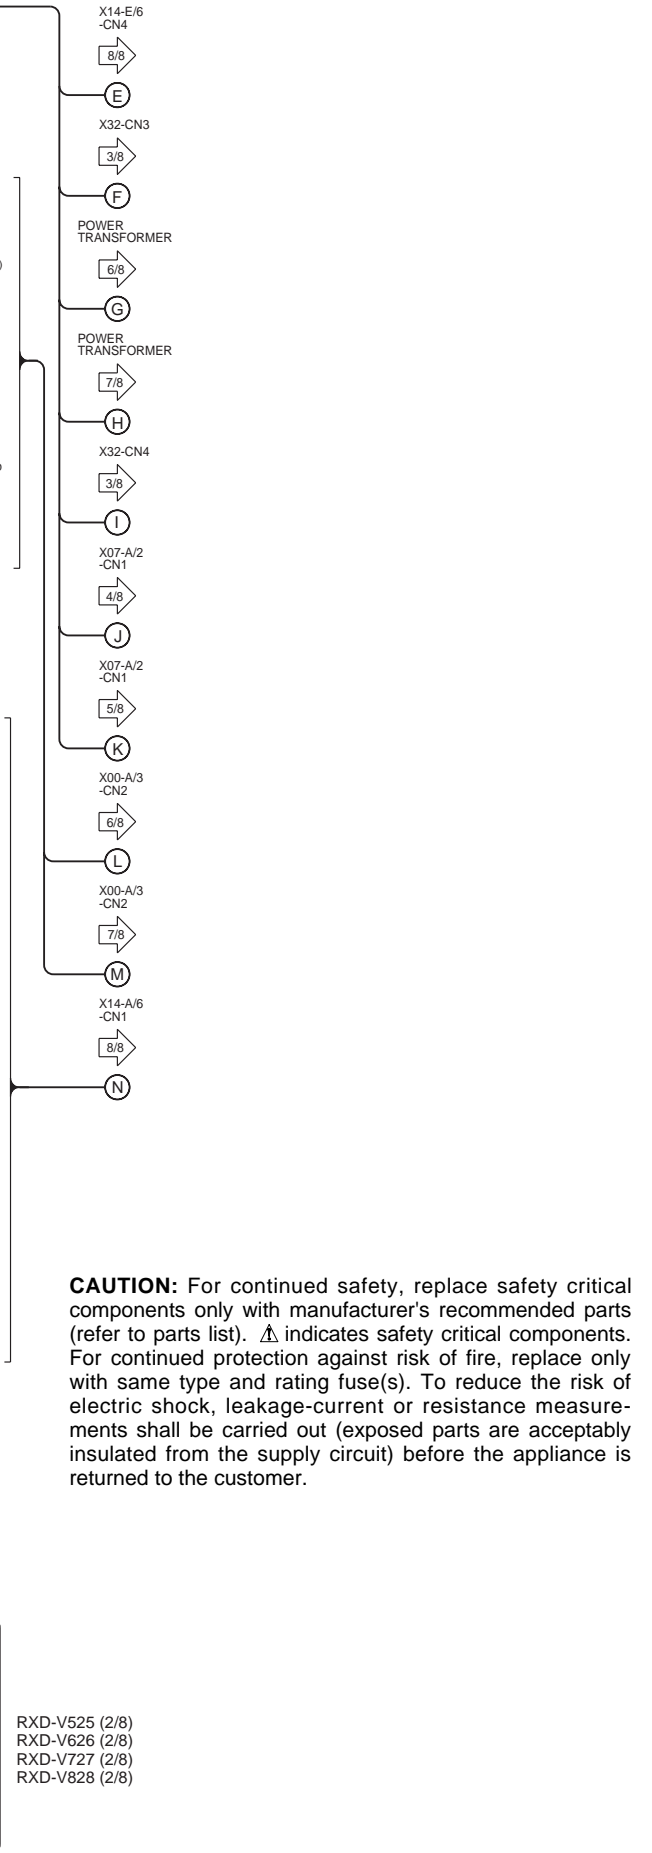 X14-E/6
-CN4
8/8
E
X32-CN3
3/8
F
POWER
TRANSFORMER
6/8
G
POWER
TRANSFORMER
7/8
H
X32-CN4
3/8
I
X07-A/2
-CN1
4/8
J
X07-A/2
-CN1
5/8
K
X00-A/3
-CN2
6/8
L
X00-A/3
-CN2
7/8
M
X14-A/6
-CN1
8/8
N
CAUTION: For continued safety, replace safety critical
components only with manufacturer's recommended parts
(refer to parts list). ⚠ indicates safety critical components.
For continued protection against risk of fire, replace only
with same type and rating fuse(s). To reduce the risk of
electric shock, leakage-current or resistance measure-
ments shall be carried out (exposed parts are acceptably
insulated from the supply circuit) before the appliance is
returned to the customer.
RXD-V525 (2/8)
RXD-V626 (2/8)
RXD-V727 (2/8)
RXD-V828 (2/8)